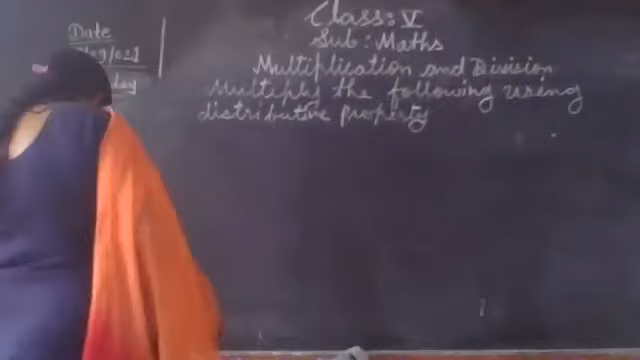 Date
Class: V
Sub: Maths
Multiplication and Division
Multiply the following using
distributive property